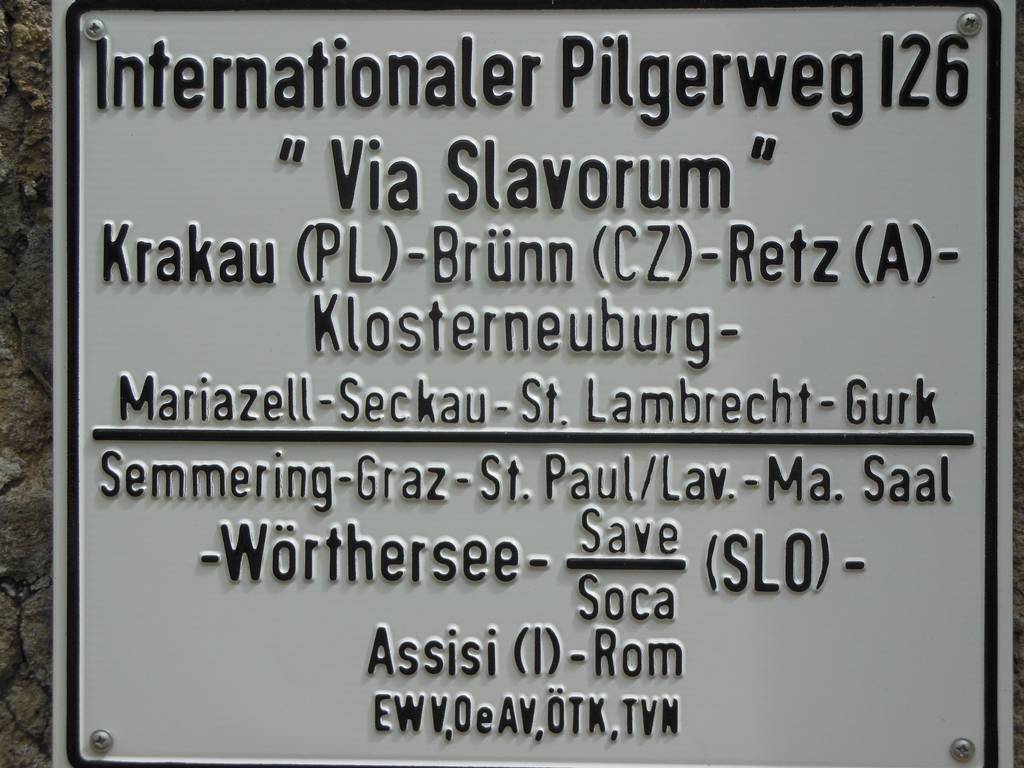 Internationaler Pilgerweg 126
" Via Slavorum "
Krakau (PL)-Brünn (CZ)-Retz (A)-
Klosterneuburg-
Mariazell-Seckau-St. Lambrecht-Gurk
Semmering-Graz-St. Paul/Lav.-Ma. Saal
-Wörthersee- Save/Soca (SLO)-
Assisi (I)-Rom
EWV,OeAV,ÖTK,TVN